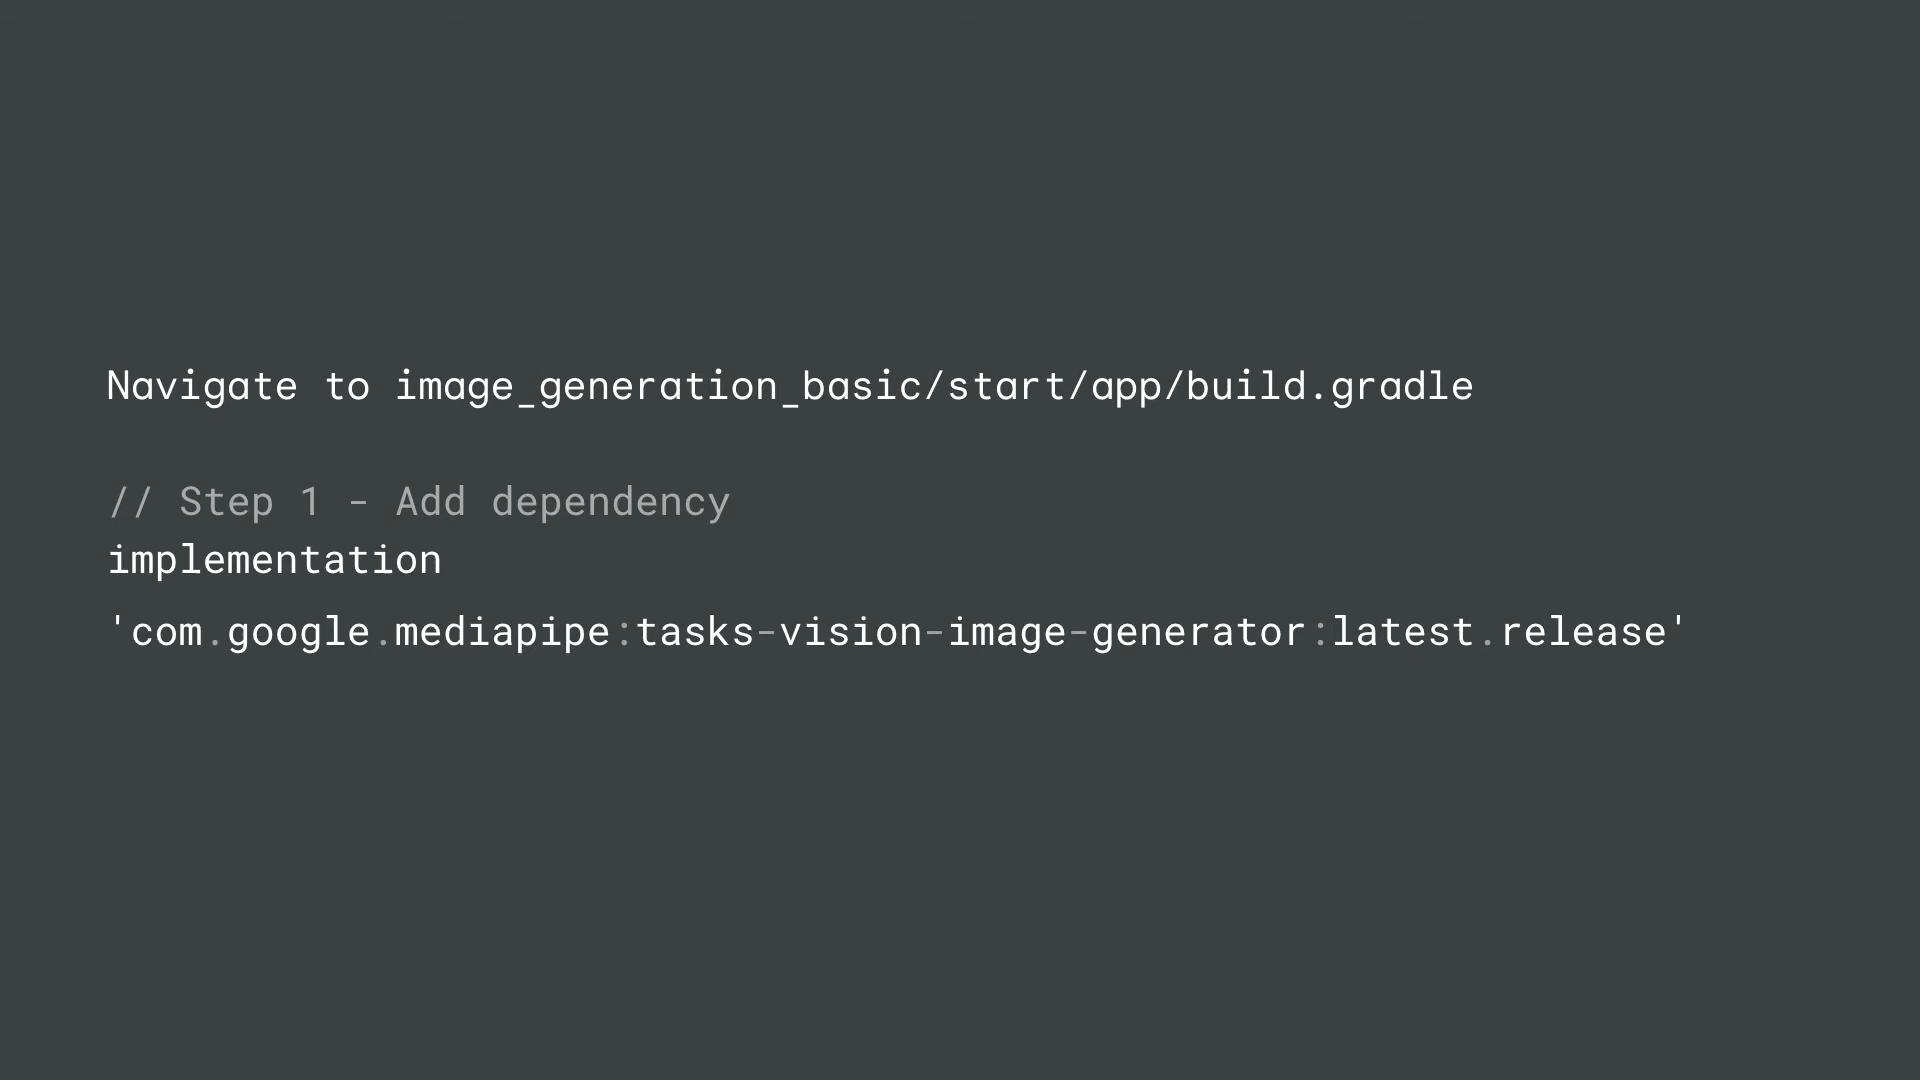 Navigate to image_generation_basic/start/app/build.gradle
// Step 1 - Add dependency
implementation
'com.google.mediapipe:tasks-vision-image-generator:latest.release'